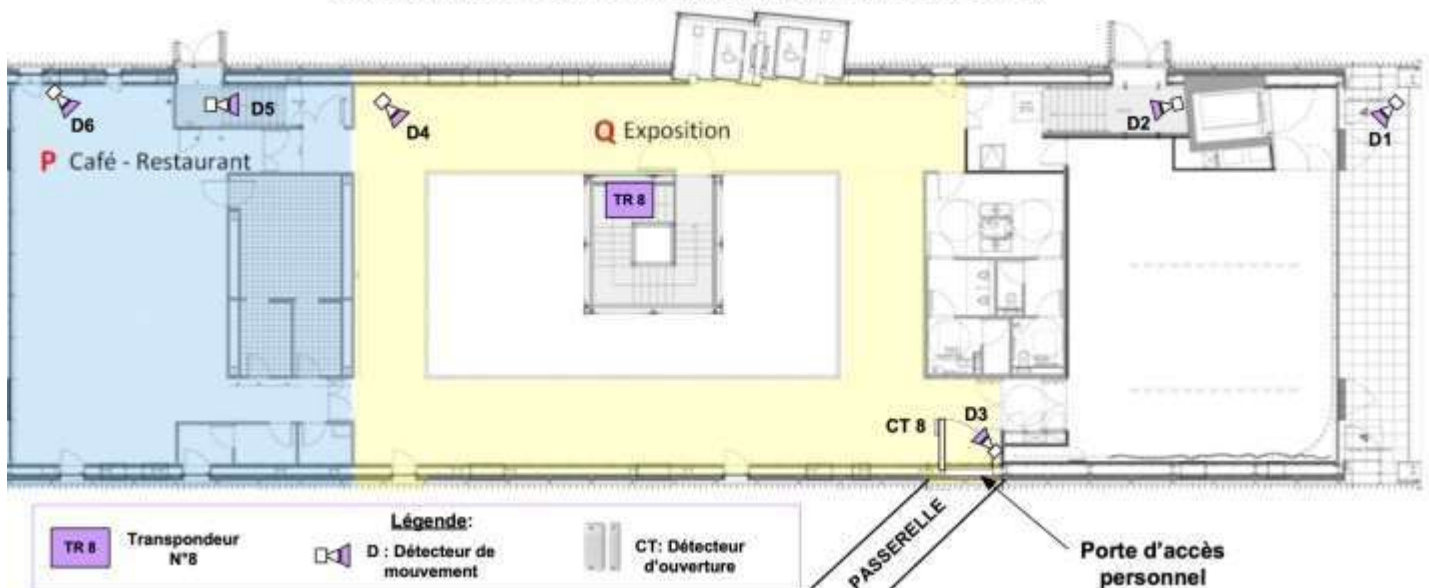 D6
D5
D4
Q Exposition
D2
D1
P Café - Restaurant
TR 8
CT 8
D3
PASSERELLE
Porte d'accès
personnel
Légende:
TR 8
Transpondeur
N°8
D : Détecteur de
mouvement
CT: Détecteur
d'ouverture